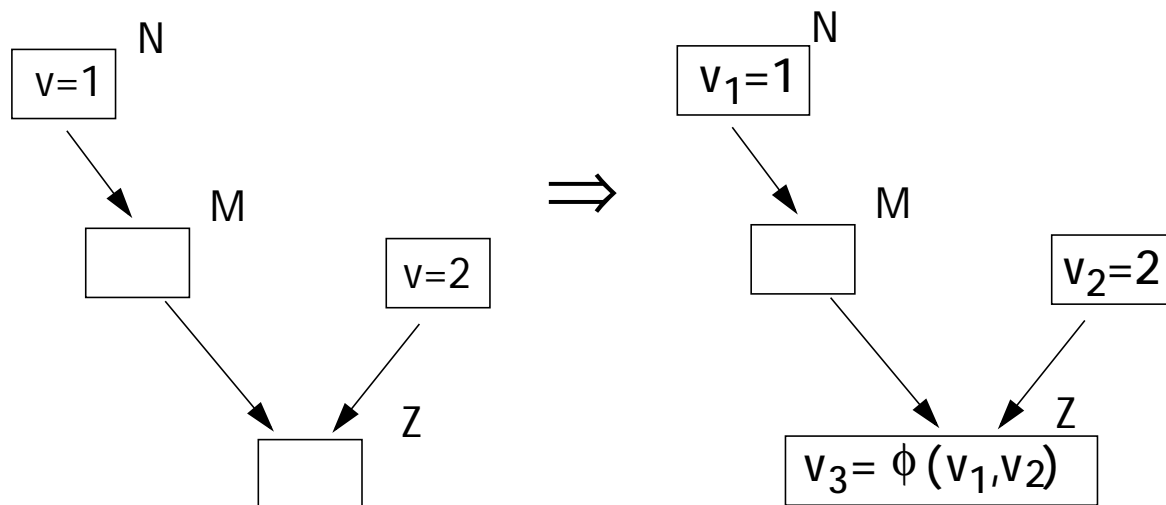 N
v=1
M
v=2
Z
⇒
N
v₁=1
M
v₂=2
Z
v₃= ϕ(v₁,v₂)